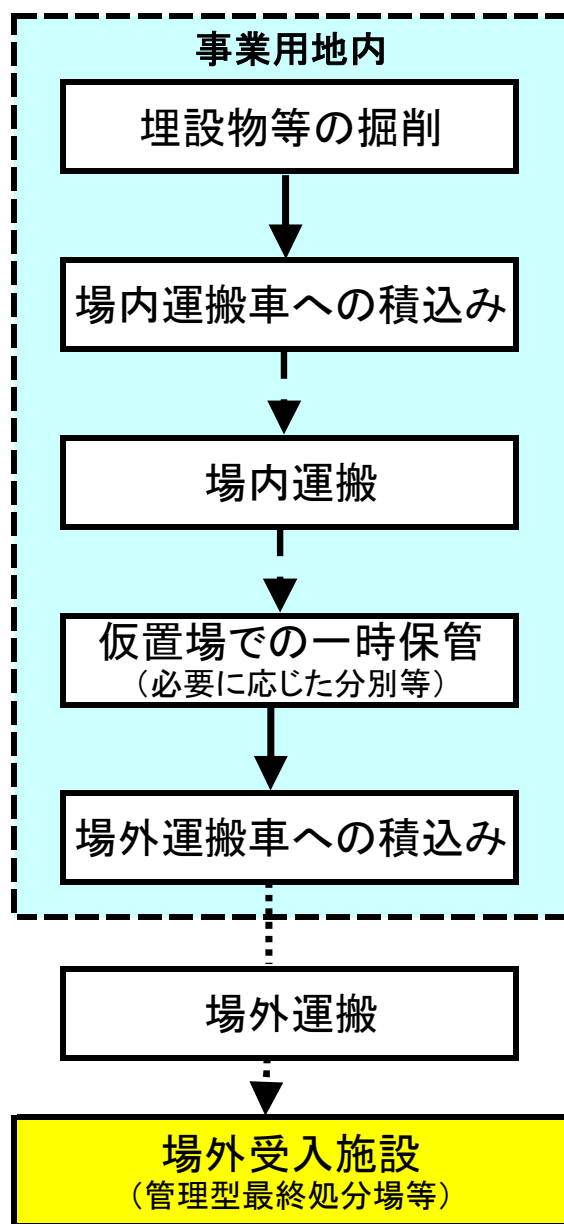 事業用地内
埋設物等の掘削
場内運搬車への積込み
場内運搬
仮置場での一時保管
（必要に応じた分別等）
場外運搬車への積込み
場外運搬
場外受入施設
（管理型最終処分場等）